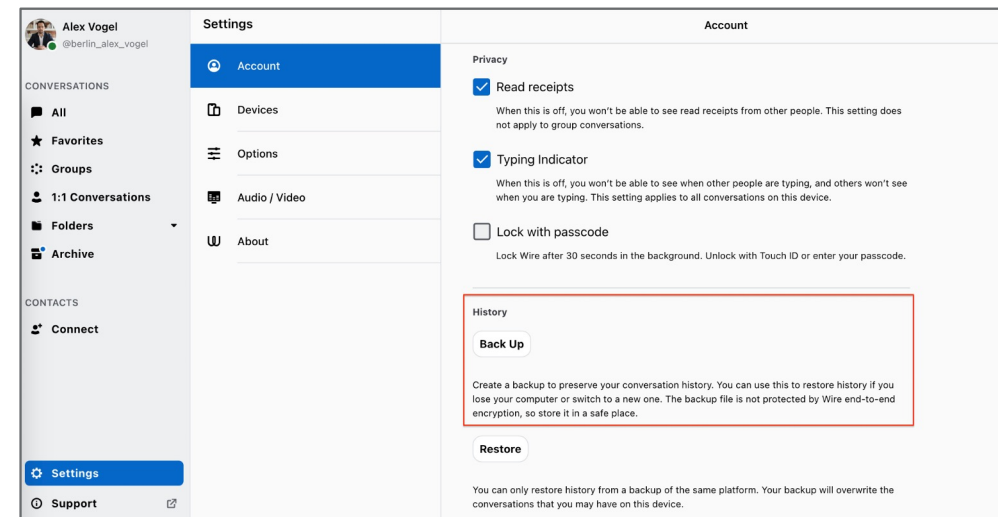 Alex Vogel
@berlin_alex_vogel
CONVERSATIONS
All
Favorites
Groups
1:1 Conversations
Folders
Archive
CONTACTS
Connect
Settings
Support
Settings
Account
Devices
Options
Audio / Video
About
Account
Privacy
Read receipts
When this is off, you won't be able to see read receipts from other people. This setting does
not apply to group conversations.
Typing Indicator
When this is off, you won't be able to see when other people are typing, and others won't see
when you are typing. This setting applies to all conversations on this device.
Lock with passcode
Lock Wire after 30 seconds in the background. Unlock with Touch ID or enter your passcode.
History
Back Up
Create a backup to preserve your conversation history. You can use this to restore history if you
lose your computer or switch to a new one. The backup file is not protected by Wire end-to-end
encryption, so store it in a safe place.
Restore
You can only restore history from a backup of the same platform. Your backup will overwrite the
conversations that you may have on this device.